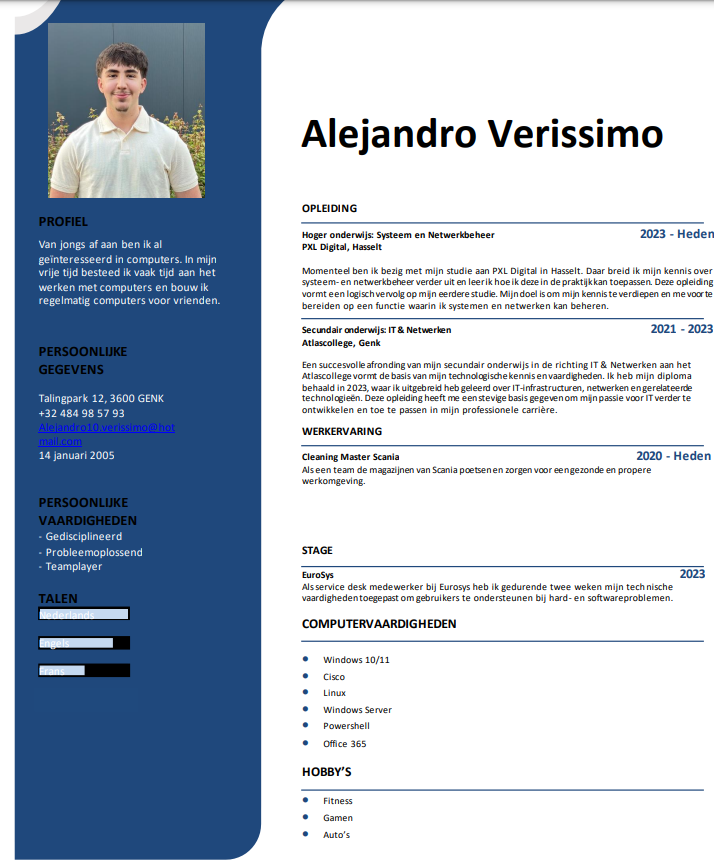 Alejandro Verissimo
PROFIEL
Van jongs af aan ben ik al
geïnteresseerd in computers. In mijn
vrije tijd besteed ik vaak tijd aan het
werken met computers en bouw ik
regelmatig computers voor vrienden.
PERSOONLIJKE
GEGEVENS
Talingpark 12, 3600 GENK
+32 484 98 57 93
Alejandro10.verissimo@hot
mail.com
14 januari 2005
PERSOONLIJKE
VAARDIGHEDEN
- Gedisciplineerd
- Probleemoplossend
- Teamplayer
TALEN
Nederlands
Engels
Frans
OPLEIDING
Hoger onderwijs: Systeem en Netwerkbeheer 2023 - Heden
PXL Digital, Hasselt
Momenteel ben ik bezig met mijn studie aan PXL Digital in Hasselt. Daar breid ik mijn kennis over
systeem- en netwerkbeheer verder uit en leer ik hoe ik deze in de praktijk kan toepassen. Deze opleiding
vormt een logisch vervolg op mijn eerdere studie. Mijn doel is om mijn kennis te verdiepen en me voor te
bereiden op een functie waarin ik systemen en netwerken kan beheren.
Secundair onderwijs: IT & Netwerken 2021 - 2023
Atlascollege, Genk
Een succesvolle afronding van mijn secundair onderwijs in de richting IT & Netwerken aan het
Atlascollege vormt de basis van mijn technologische kennis en vaardigheden. Ik heb mijn diploma
behaald in 2023, waar ik uitgebreid heb geleerd over IT-infrastructuren, netwerken en gerelateerde
technologieën. Deze opleiding heeft me een stevige basis gegeven om mijn passie voor IT verder te
ontwikkelen en toe te passen in mijn professionele carrière.
WERKERVARING
Cleaning Master Scania 2020 - Heden
Als een team de magazijnen van Scania poetsen en zorgen voor een gezonde en propere
werkomgeving.
STAGE
EuroSys 2023
Als service desk medewerker bij Eurosys heb ik gedurende twee weken mijn technische
vaardigheden toegepast om gebruikers te ondersteunen bij hard- en softwareproblemen.
COMPUTERVAARDIGHEDEN
Windows 10/11
Cisco
Linux
Windows Server
Powershell
Office 365
HOBBY'S
Fitness
Gamen
Auto's